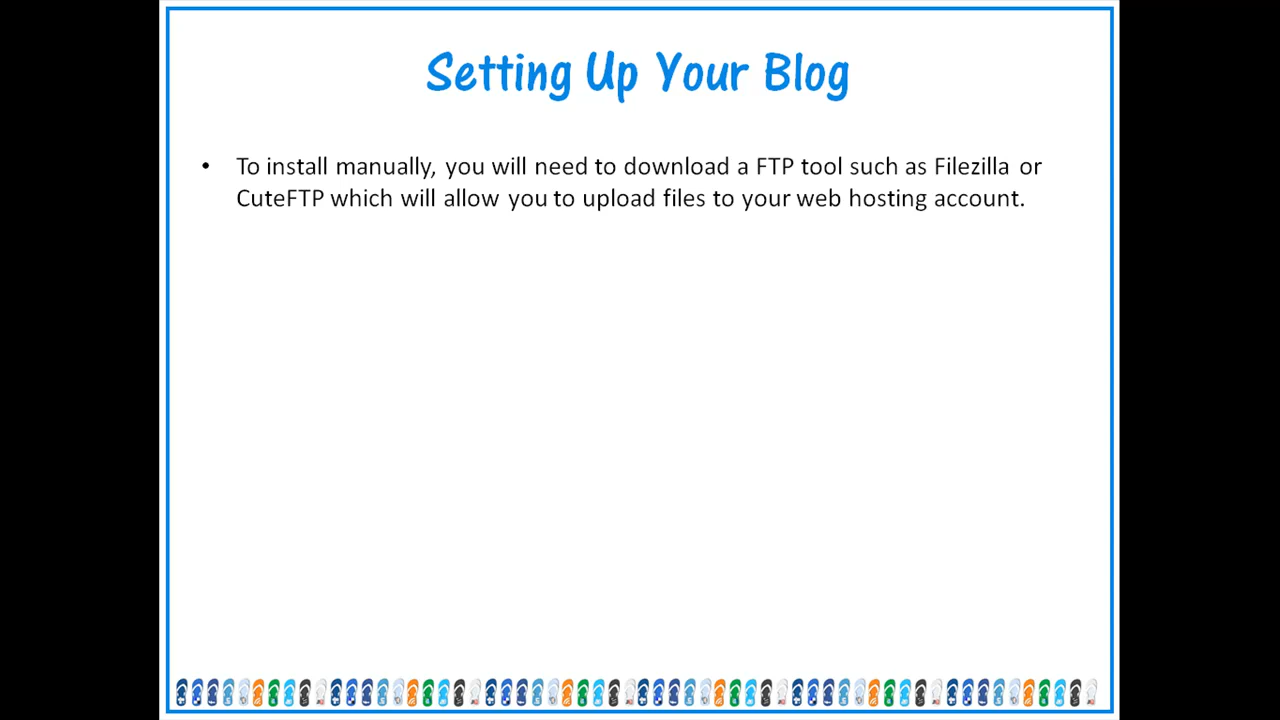 Setting Up Your Blog
• To install manually, you will need to download a FTP tool such as Filezilla or
CuteFTP which will allow you to upload files to your web hosting account.